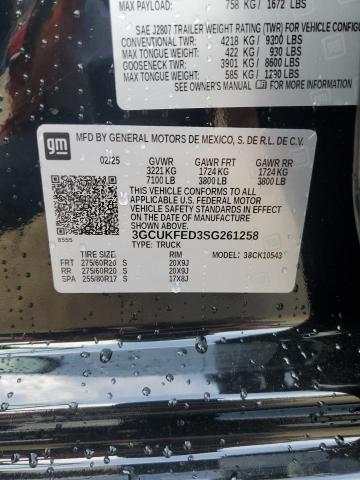 MAX PAYLOAD: 758 KG / 1672 LBS
SAE J2807 TRAILER WEIGHT RATING (TWR) FOR VEHICLE
CONVENTIONAL TWR: 4218 KG / 9300 LBS
MAX TONGUE WEIGHT: 422 KG / 930 LBS
GOOSENECK TWR: 3901 KG / 8600 LBS
MAX TONGUE WEIGHT: 585 KG / 1290 LBS
SEE OWNER'S MANUAL
gm
MFD BY GENERAL MOTORS DE MEXICO, S. DE R.L. DE C.V.
02/25 GVWR GAWR FRT GAWR RR
3221 KG 1724 KG 1724 KG
7100 LB 3800 LB 3800 LB
THIS VEHICLE CONFORMS TO ALL
APPLICABLE U.S. FEDERAL MOTOR
VEHICLE SAFETY STANDARDS IN EFFECT
ON THE DATE OF MANUFACTURE
SHOWN ABOVE.
3GCUKFED3SG261258
8555 TYPE: TRUCK MODEL: 38CK10543
TIRE SIZE RIM
FRT 275/60R20 S 20X9J
RR 275/60R20 S 20X9J
SPA 255/80R17 S 17X8J